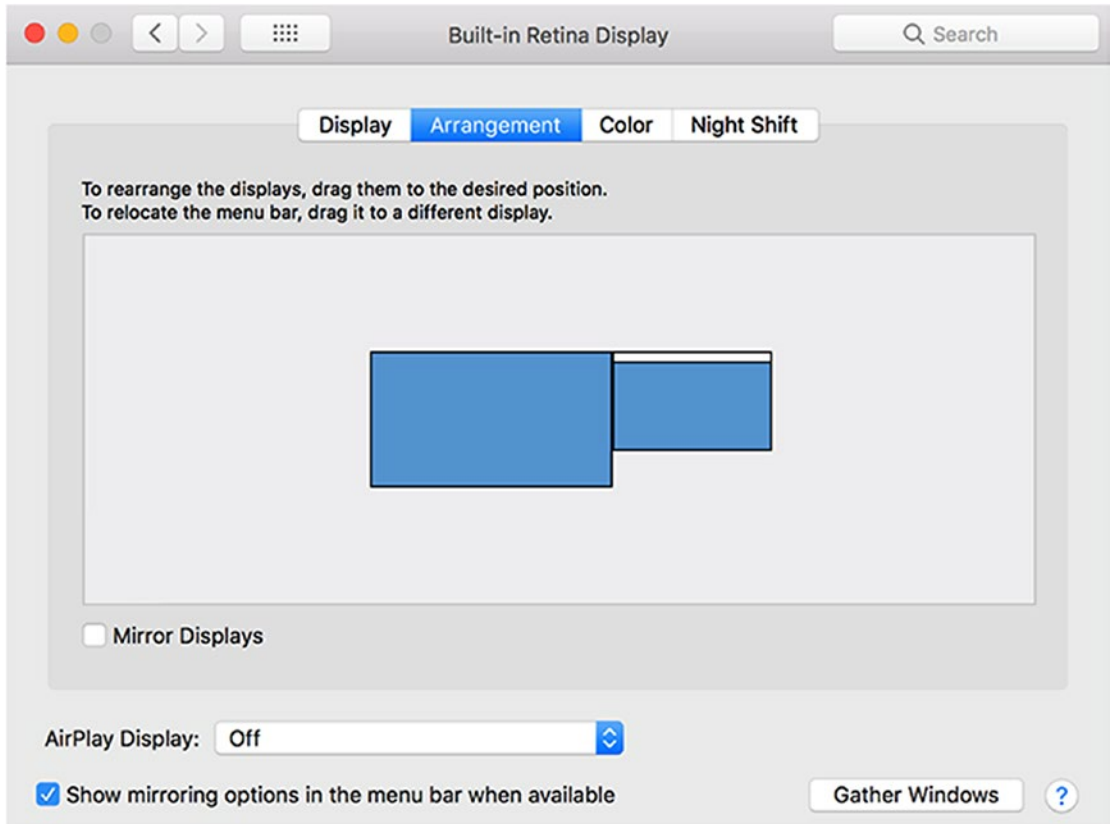 Built-in Retina Display
Search
Display Arrangement Color Night Shift
To rearrange the displays, drag them to the desired position.
To relocate the menu bar, drag it to a different display.
Mirror Displays
AirPlay Display: Off
Show mirroring options in the menu bar when available
Gather Windows ?